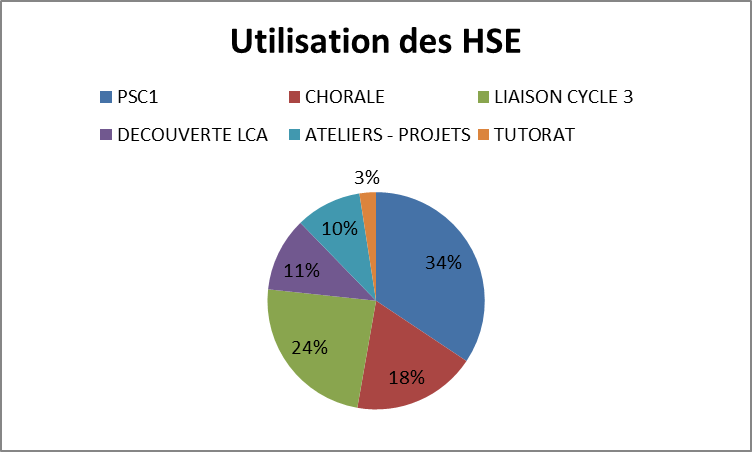 Utilisation des HSE
PSC1 CHORALE LIAISON CYCLE 3
DECOUVERTE LCA ATELIERS - PROJETS TUTORAT
3%
10%
34%
11%
24%
18%